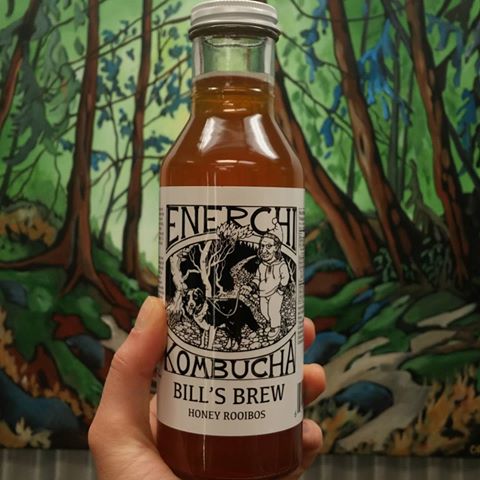 ENERCHI
KOMBUCHA
BILL'S BREW
HONEY ROOIBOS